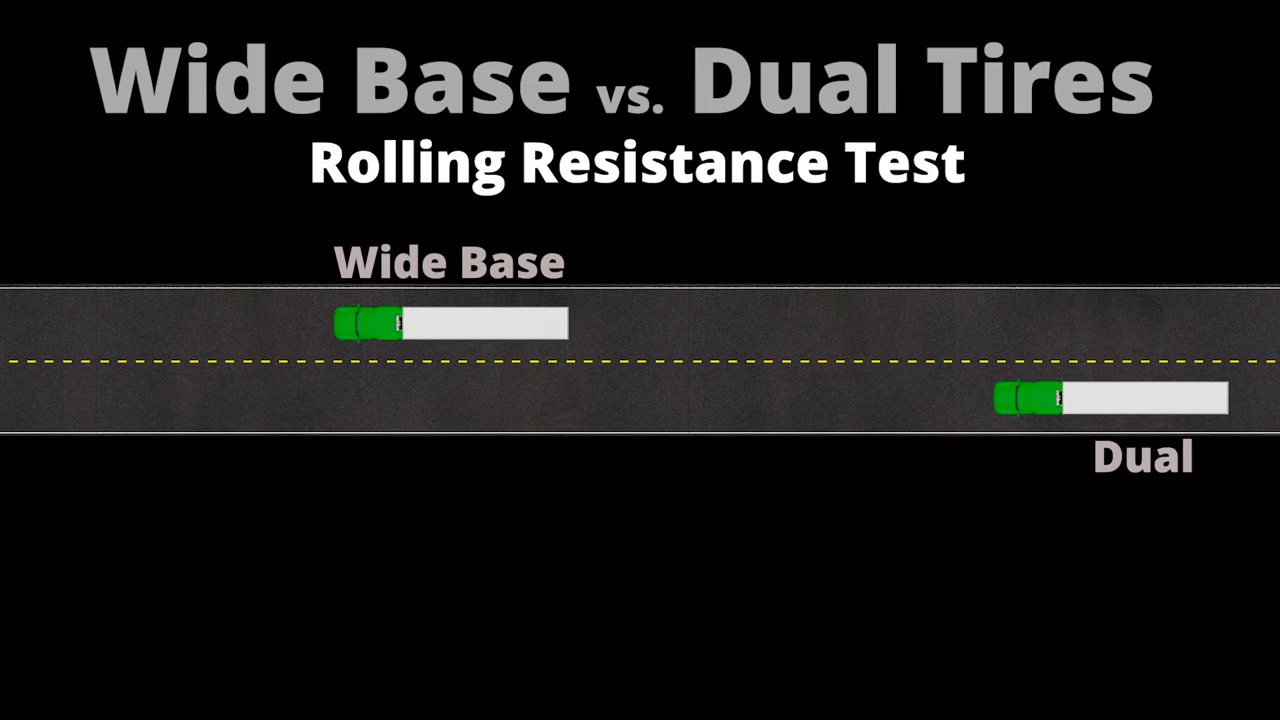 Wide Base vs. Dual Tires
Rolling Resistance Test
Wide Base
Dual